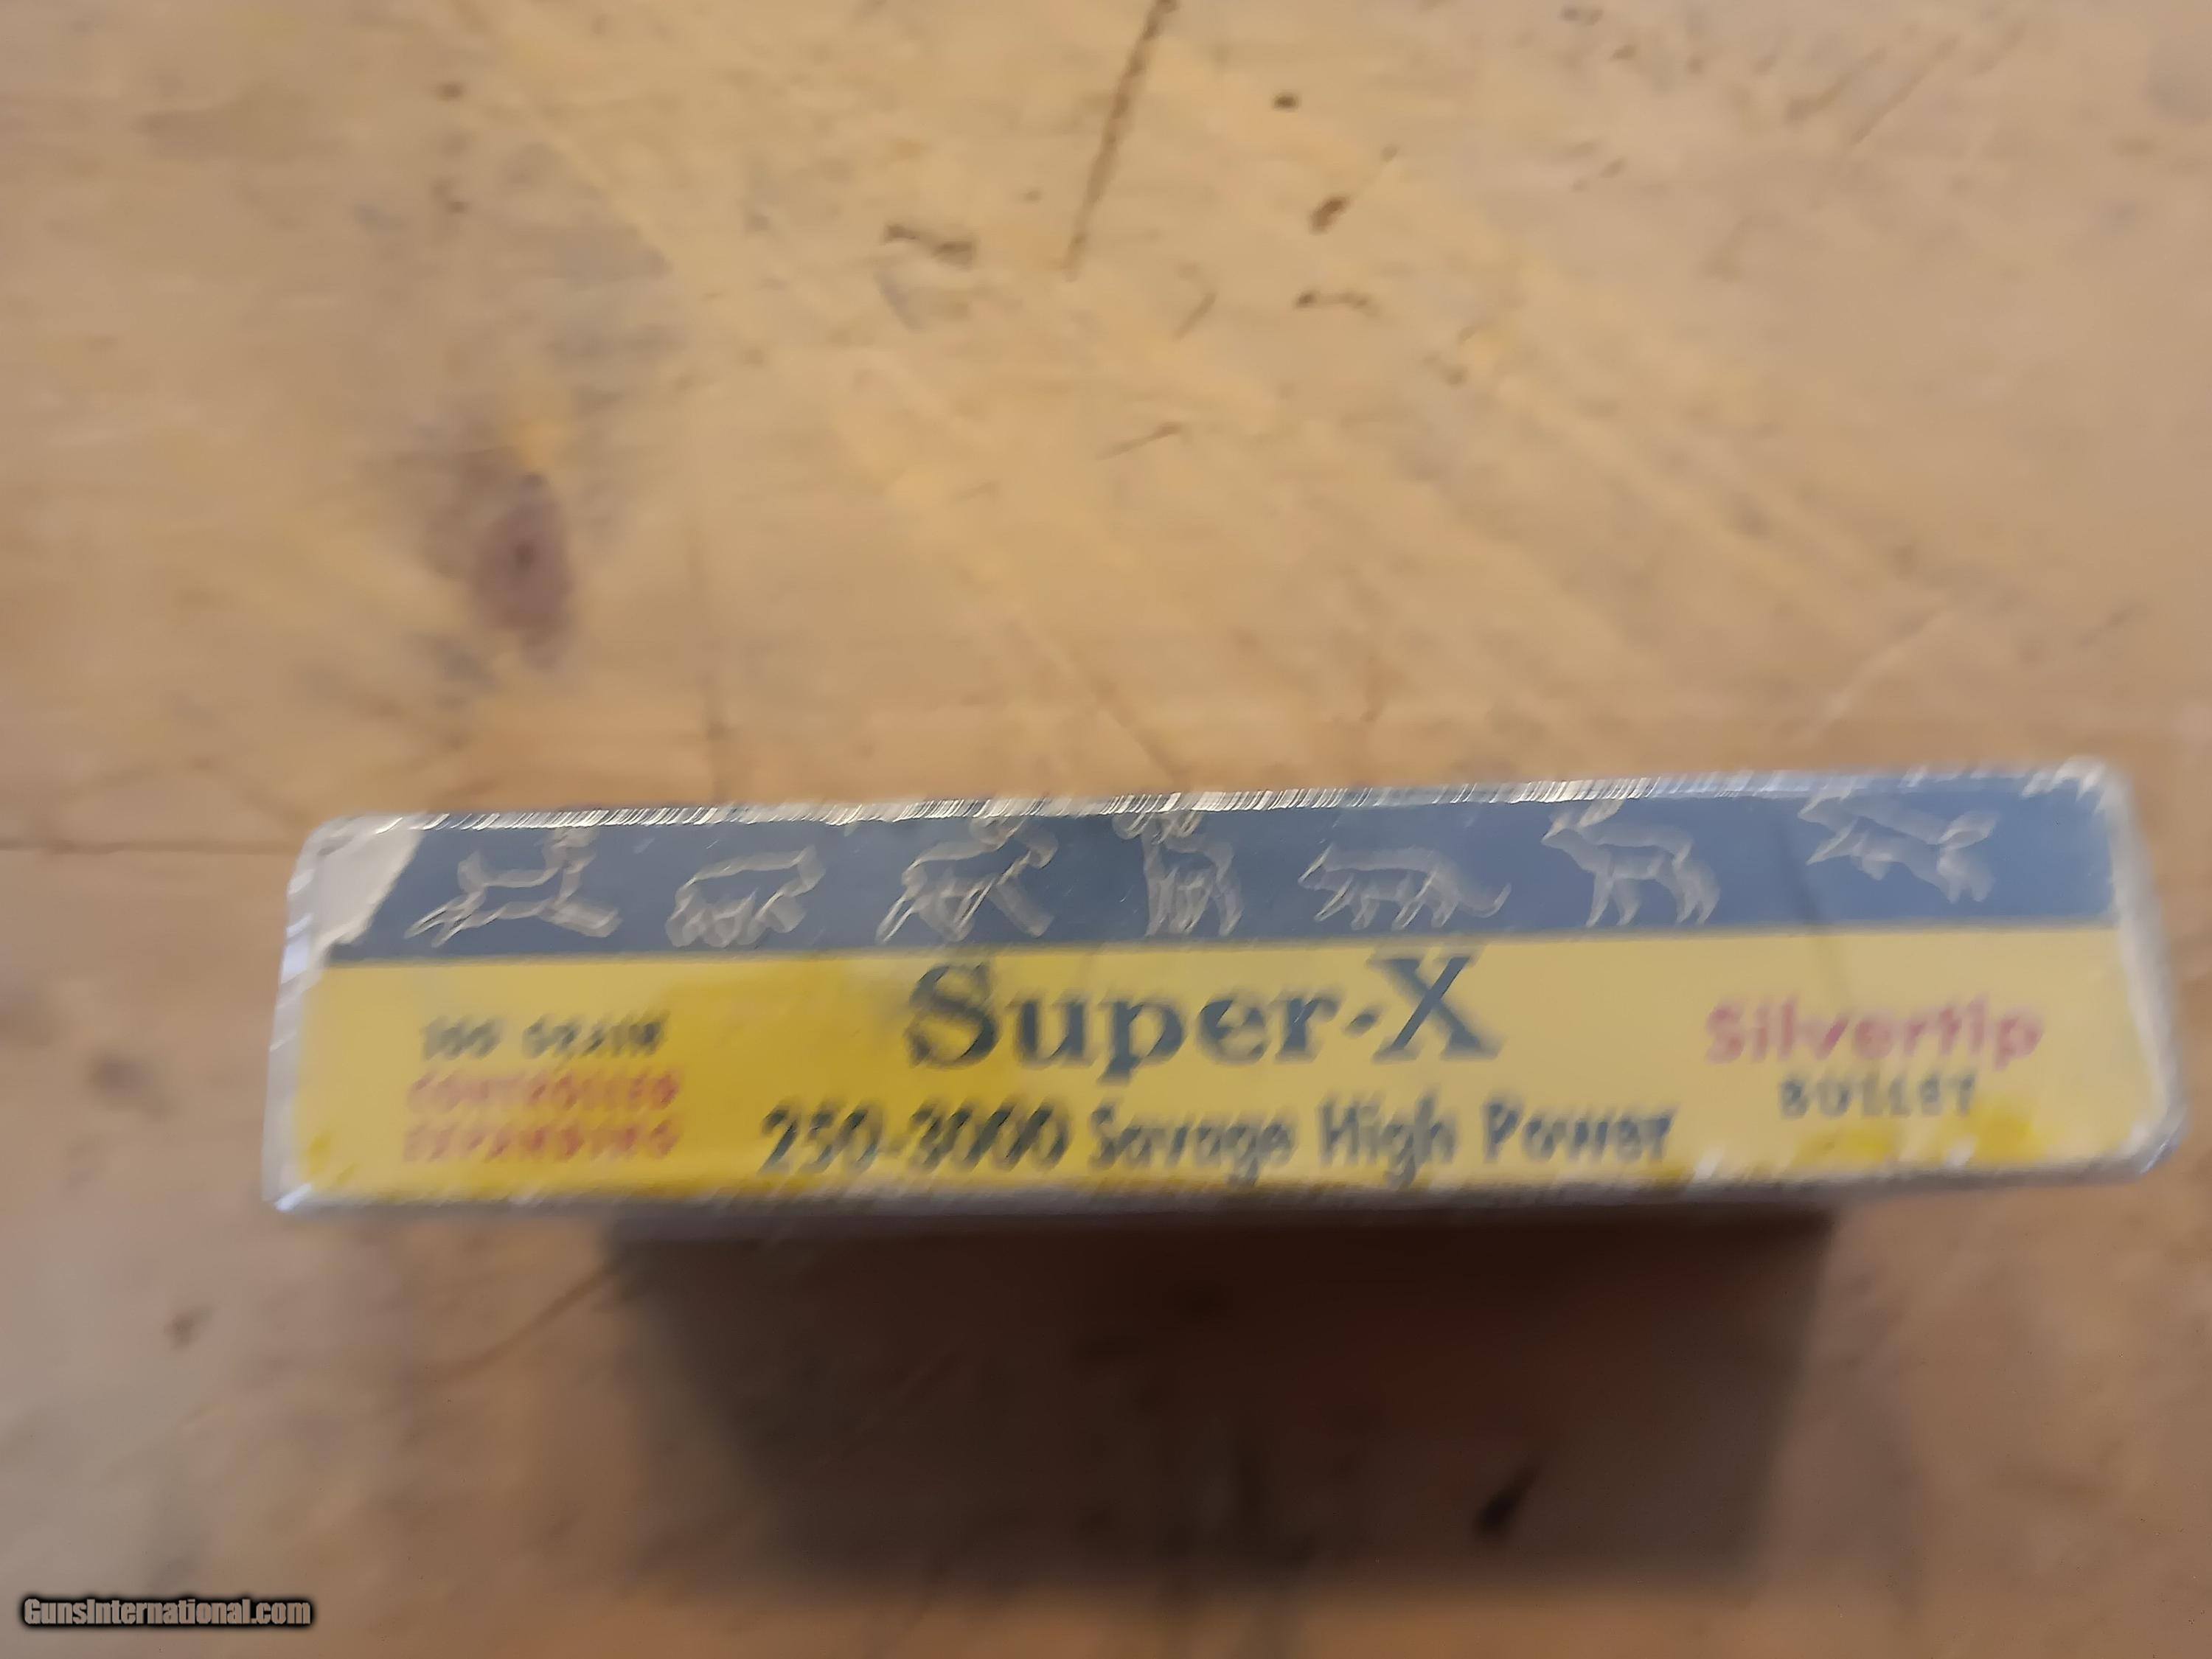 Super-X
100 GRAIN
CONTROLLED
EXPANDING
250-3000 Savage High Power
Silvertip
BULLET
GunsInternational.com